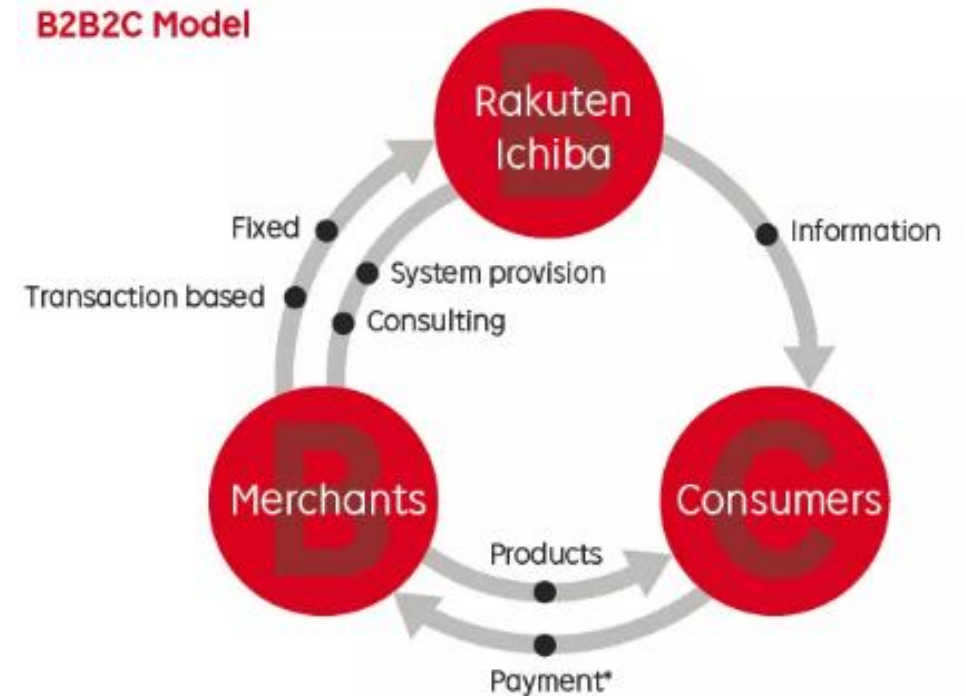 B2B2C Model
B
Rakuten
Ichiba
Fixed
Information
System provision
Transaction based
Consulting
B
Merchants
C
Consumers
Products
Payment*